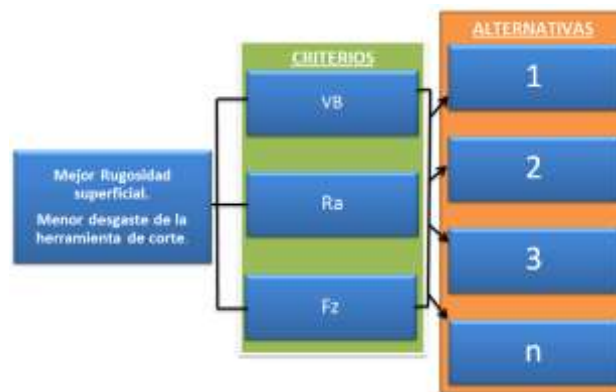 Mejor Rugosidad
superficial.
Menor desgaste de la
herramienta de corte.
CRITERIOS
VB
Ra
Fz
ALTERNATIVAS
1
2
3
n